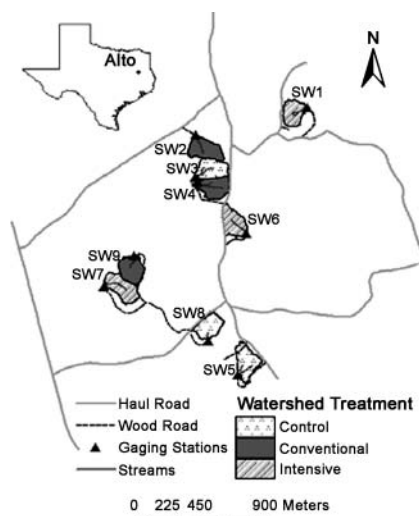 Alto
N
SW1
SW2
SW3
SW4
SW6
SW9
SW7
SW8
SW5
Haul Road
Wood Road
Gaging Stations
Streams
Watershed Treatment
Control
Conventional
Intensive
0 225 450 900 Meters